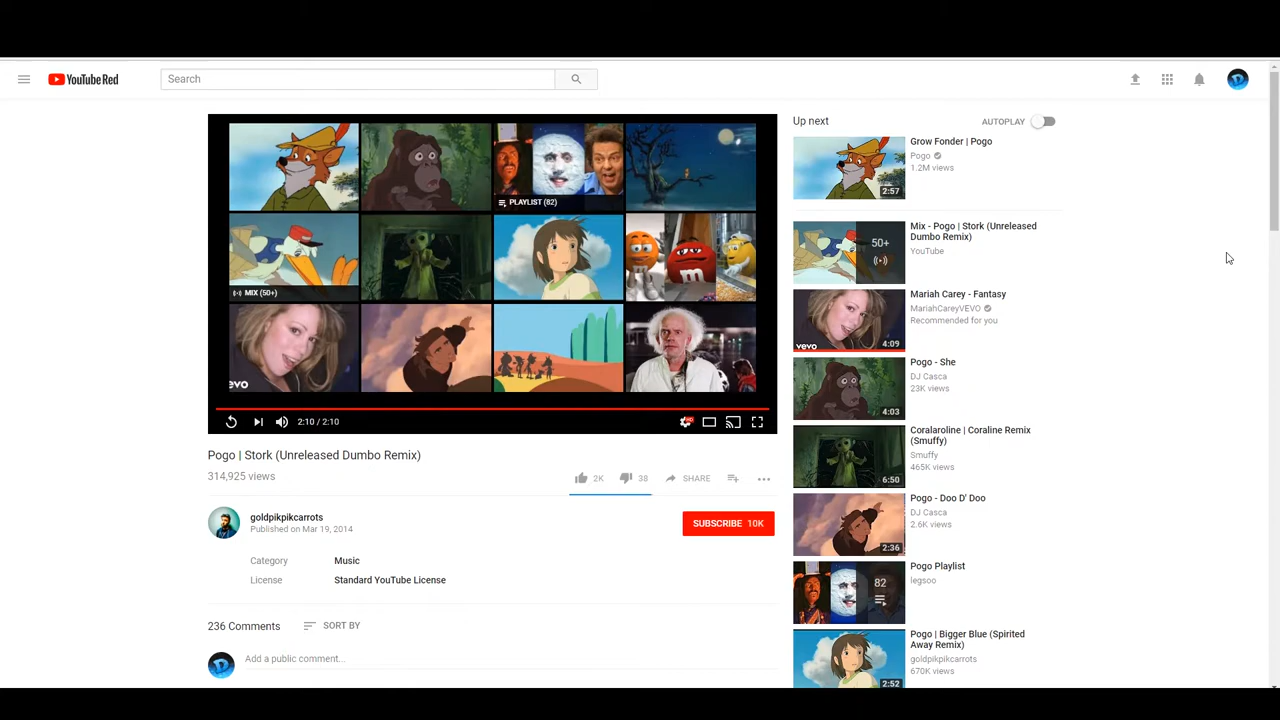 YouTube Red
Search
PLAYLIST (82)
MIX (50+)
evo
m
2:10 / 2:10
HD
Pogo | Stork (Unreleased Dumbo Remix)
314,925 views
2K
38
SHARE
goldpikpikcarrots
Published on Mar 19, 2014
SUBSCRIBE 10K
Category
Music
License
Standard YouTube License
236 Comments
SORT BY
Add a public comment...
Up next
AUTOPLAY
2:57
Grow Fonder | Pogo
Pogo
1.2M views
50+
Mix - Pogo | Stork (Unreleased
Dumbo Remix)
YouTube
vevo
4:09
Mariah Carey - Fantasy
MariahCareyVEVO
Recommended for you
4:03
Pogo - She
DJ Casca
23K views
6:50
Coralaroline | Coraline Remix
(Smuffy)
Smuffy
465K views
2:36
Pogo - Doo D' Doo
DJ Casca
2.6K views
82
Pogo Playlist
legsoo
2:52
Pogo | Bigger Blue (Spirited
Away Remix)
goldpikpikcarrots
670K views